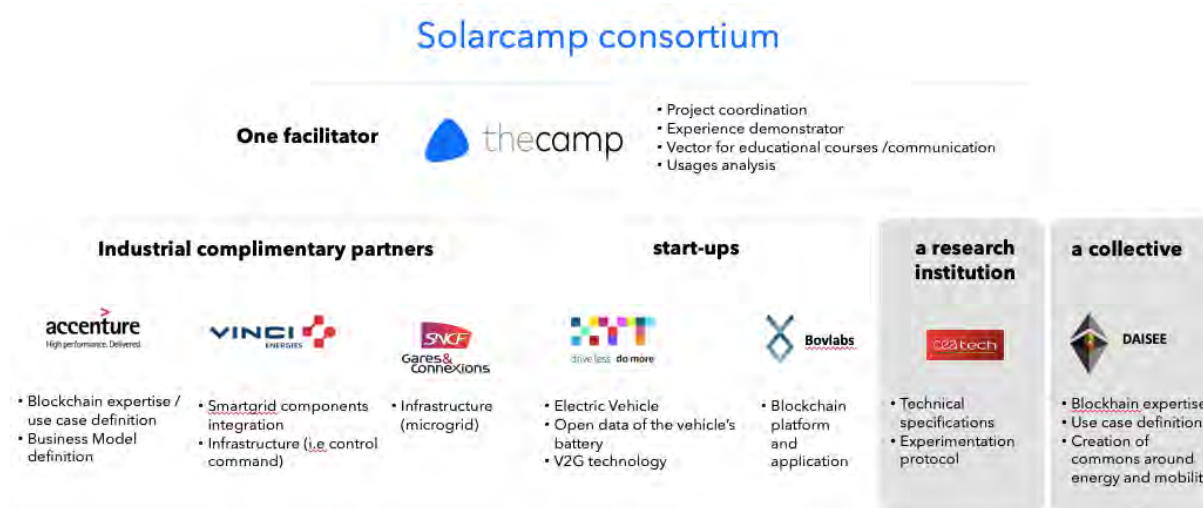 Solarcamp consortium
One facilitator
thecamp
• Project coordination
• Experience demonstrator
• Vector for educational courses /communication
• Usages analysis
Industrial complimentary partners
accenture
High performance. Delivered.
• Blockchain expertise /
use case definition
• Business Model
definition
VINCI
ENERGIES
• Smartgrid components
integration
• Infrastructure (i.e control
command)
SNCF
Gares&
Connexions
• Infrastructure
(microgrid)
start-ups
drive less do more
• Electric Vehicle
• Open data of the vehicle's
battery
• V2G technology
Bovlabs
• Blockchain
platform
and
application
a research
institution
ceatech
• Technical
specifications
• Experimentation
protocol
a collective
DAISEE
• Blockhain expertise
• Use case definition
• Creation of
commons around
energy and mobilit